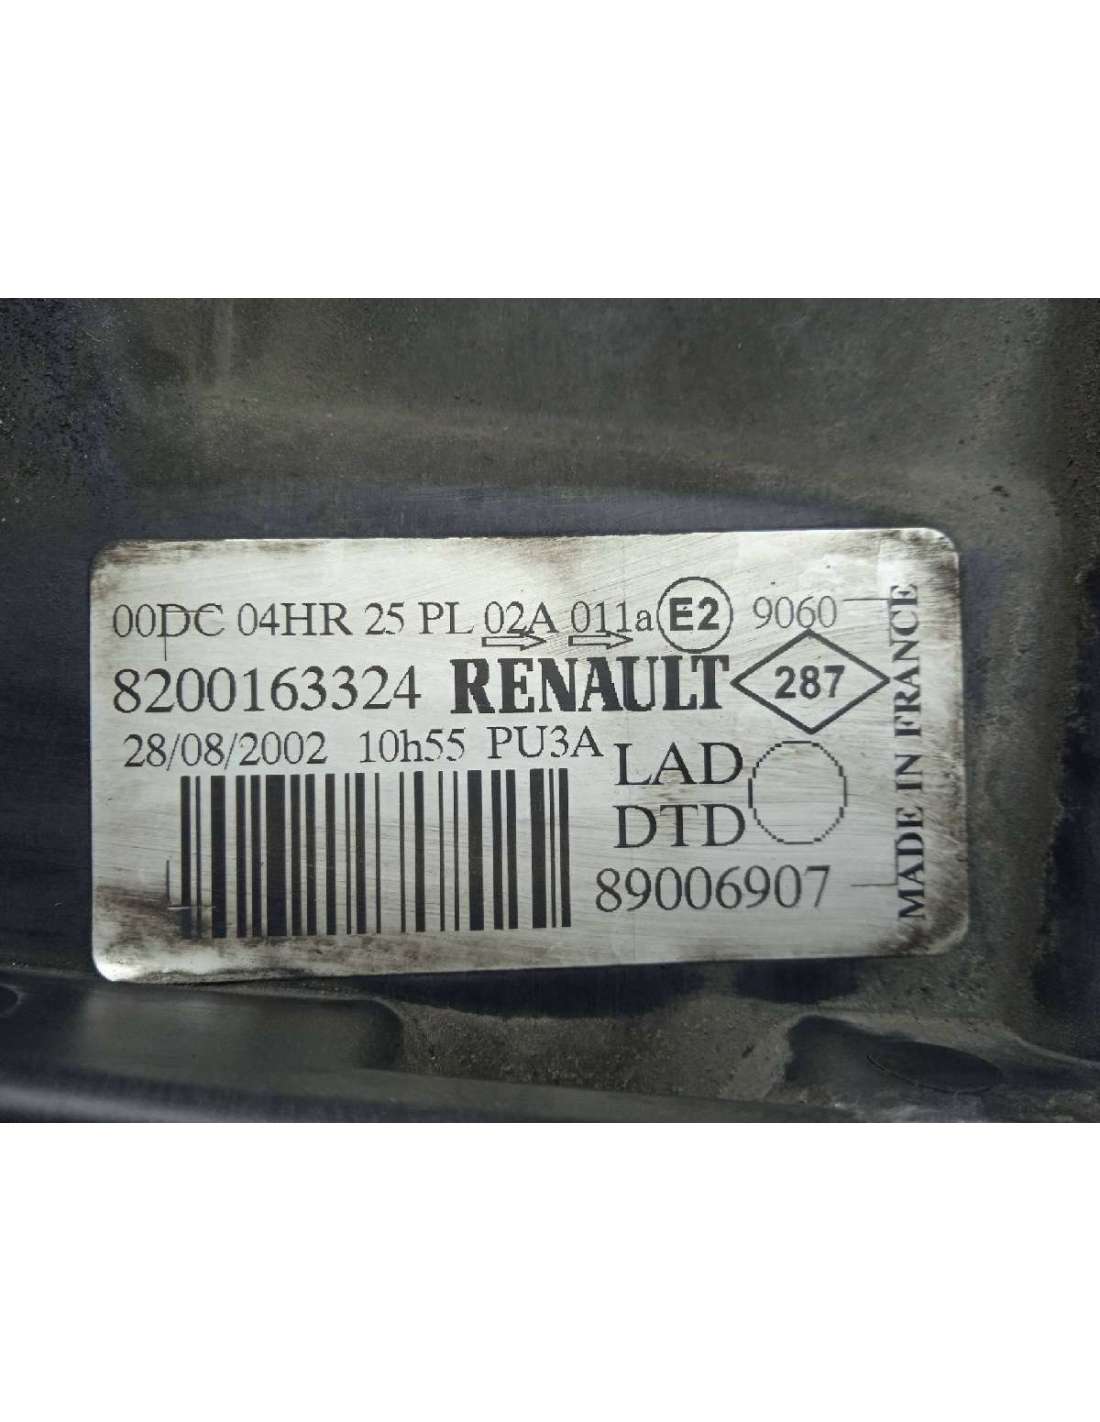 00DC 04HR 25 PL 02A 011a E2 9060
8200163324 RENAULT 287
28/08/2002 10h55 PU3A
LAD
DTD
89006907
MADE IN FRANCE